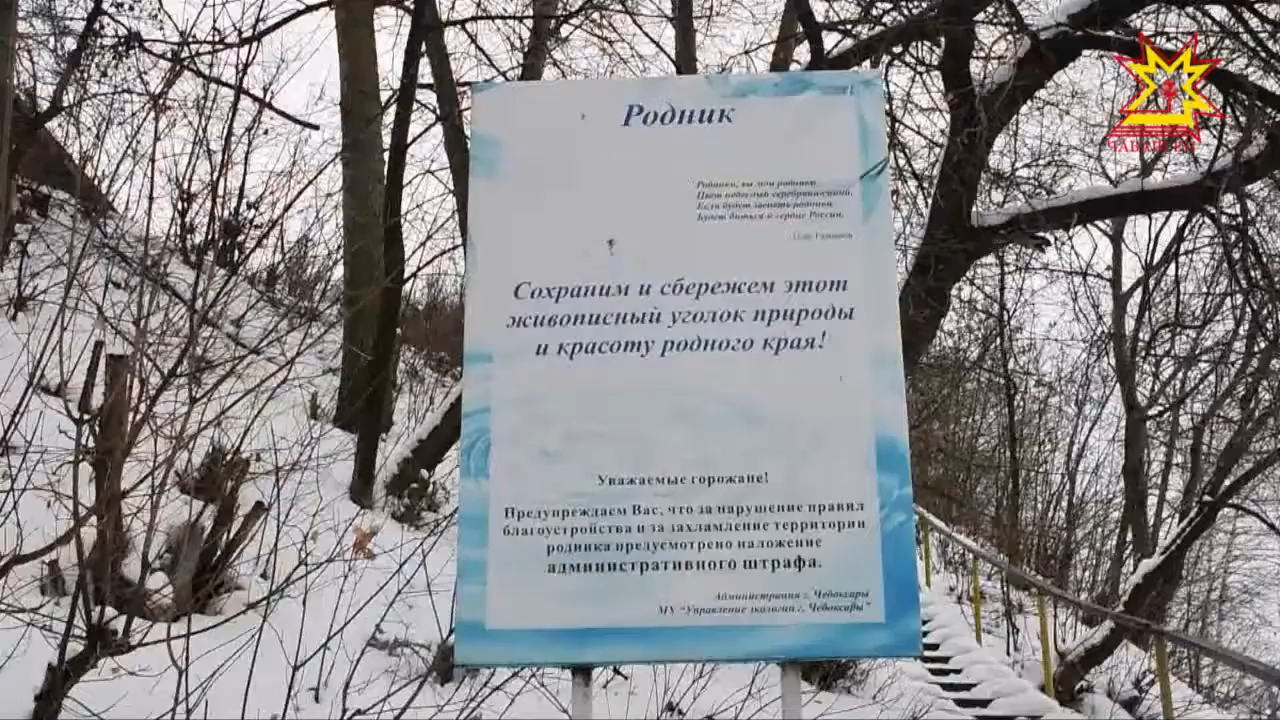 Родник
Родники, вы мои родники,
Цвет небесный серебряношний.
Если будут звенеть родники,
Будет биться и сердце России.
Сохраним и сбережем этот
живописный уголок природы
и красоту родного края!
Уважаемые горожане!
Предупреждаем Вас, что за нарушение правил
благоустройства и за захламление территории
родника предусмотрено наложение
административного штрафа.
Администрация г. Чебоксары
МУ "Управление экологии г. Чебоксары"